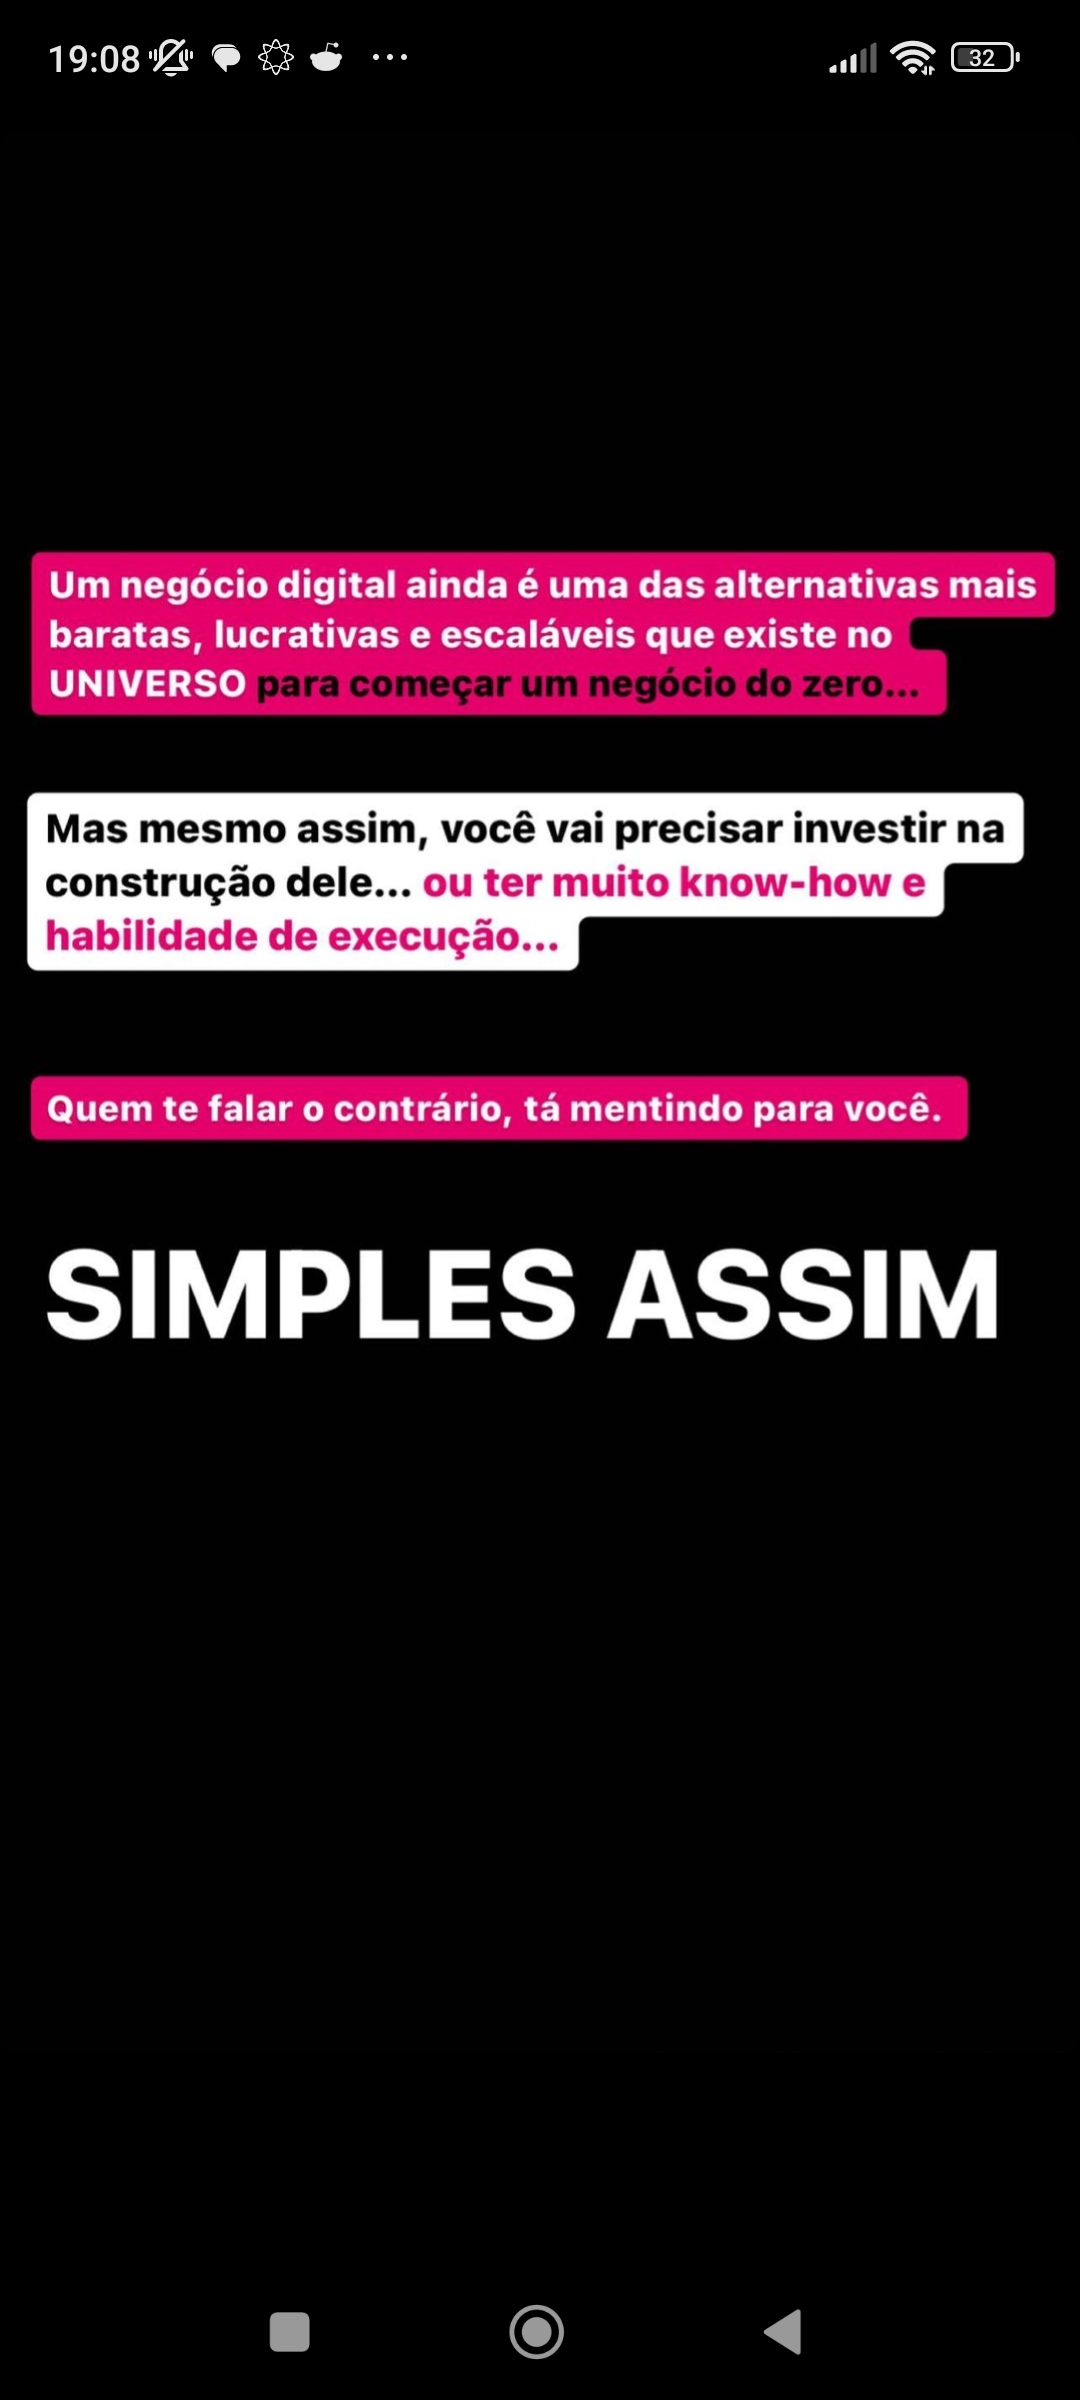 19:08
32
Um negócio digital ainda é uma das alternativas mais
baratas, lucrativas e escaláveis que existe no
UNIVERSO para começar um negócio do zero...
Mas mesmo assim, você vai precisar investir na
construção dele... ou ter muito know-how e
habilidade de execução...
Quem te falar o contrário, tá mentindo para você.
SIMPLES ASSIM